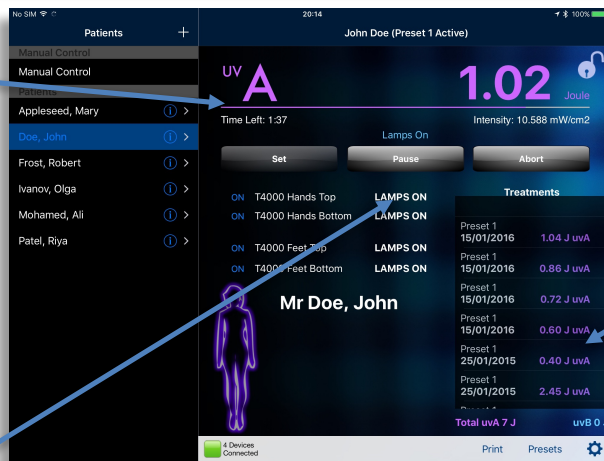 No SIM 20:14 100%
Patients +
John Doe (Preset 1 Active)
Manual Control
Manual Control
Patients
Appleseed, Mary
Doe, John
Frost, Robert
Ivanov, Olga
Mohamed, Ali
Patel, Riya
UV A
1.02 Joule
Time Left: 1:37
Intensity: 10.588 mW/cm2
Lamps On
Set Pause Abort
ON T4000 Hands Top LAMPS ON
ON T4000 Hands Bottom LAMPS ON
ON T4000 Feet Top LAMPS ON
ON T4000 Feet Bottom LAMPS ON
Mr Doe, John
Treatments
Preset 1
15/01/2016 1.04 J uvA
Preset 1
15/01/2016 0.86 J uvA
Preset 1
15/01/2016 0.72 J uvA
Preset 1
15/01/2016 0.60 J uvA
Preset 1
25/01/2015 0.40 J uvA
Preset 1
25/01/2015 2.45 J uvA
Total uvA 7 J uvB 0
4 Devices
Connected
Print Presets